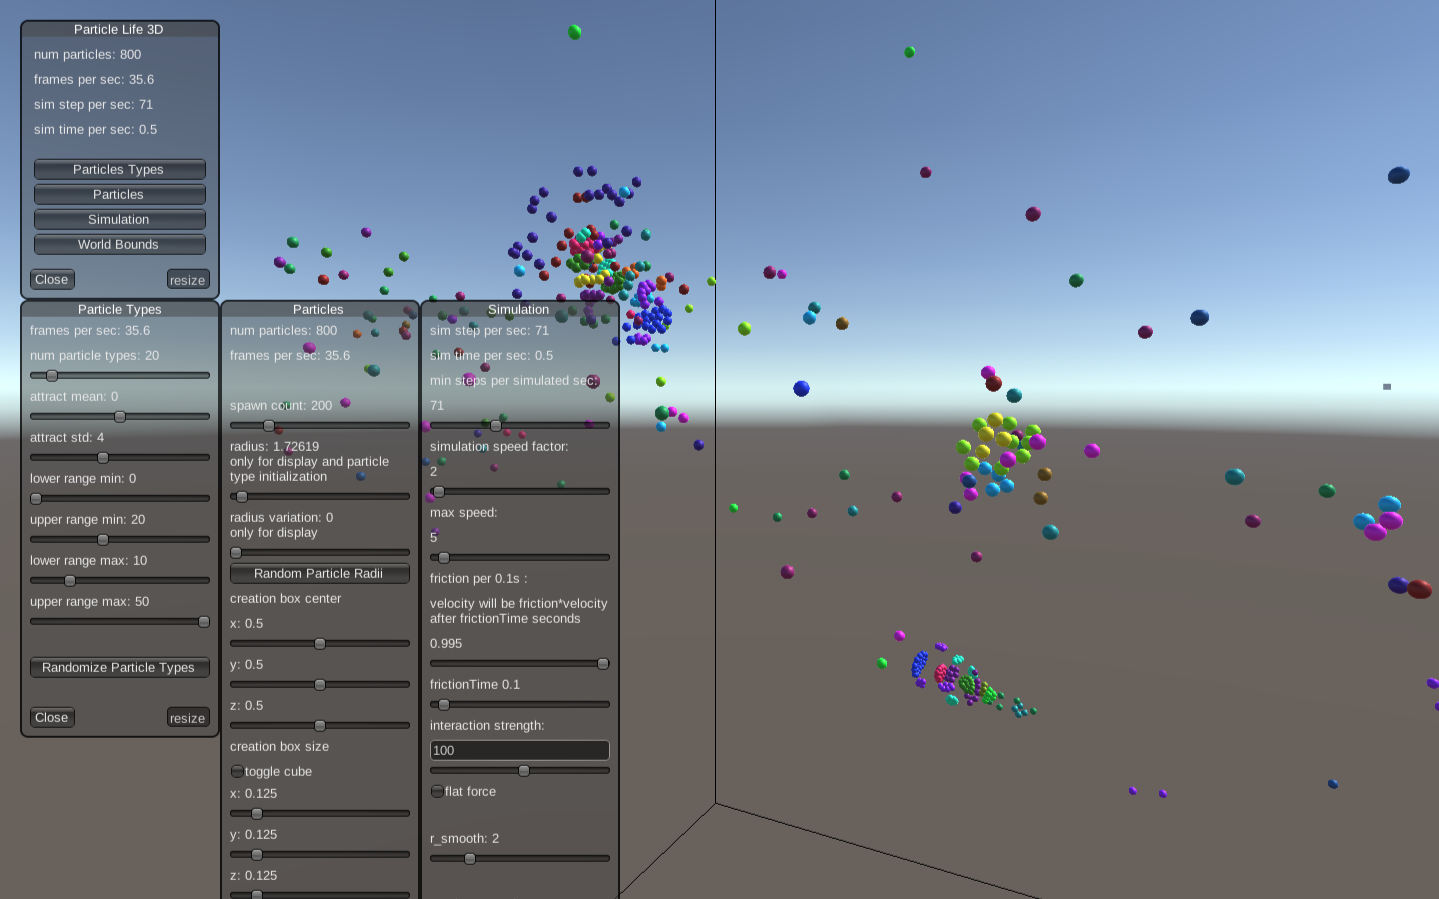 Particle Life 3D
num particles: 800
frames per sec: 35.6
sim step per sec: 71
sim time per sec: 0.5
Particles Types
Particles
Simulation
World Bounds
Close
resize
Particle Types
frames per sec: 35.6
num particle types: 20
attract mean: 0
attract std: 4
lower range min: 0
upper range min: 20
lower range max: 10
upper range max: 50
Randomize Particle Types
Close
resize
Particles
num particles: 800
frames per sec: 35.6
spawn count: 200
radius: 1.72619
only for display and particle
type initialization
radius variation: 0
only for display
Random Particle Radii
creation box center
x: 0.5
y: 0.5
z: 0.5
creation box size
toggle cube
x: 0.125
y: 0.125
z: 0.125
Simulation
sim step per sec: 71
sim time per sec: 0.5
min steps per simulated sec:
71
simulation speed factor:
2
max speed:
5
friction per 0.1s :
velocity will be friction*velocity
after frictionTime seconds
0.995
frictionTime 0.1
interaction strength:
100
flat force
r_smooth: 2